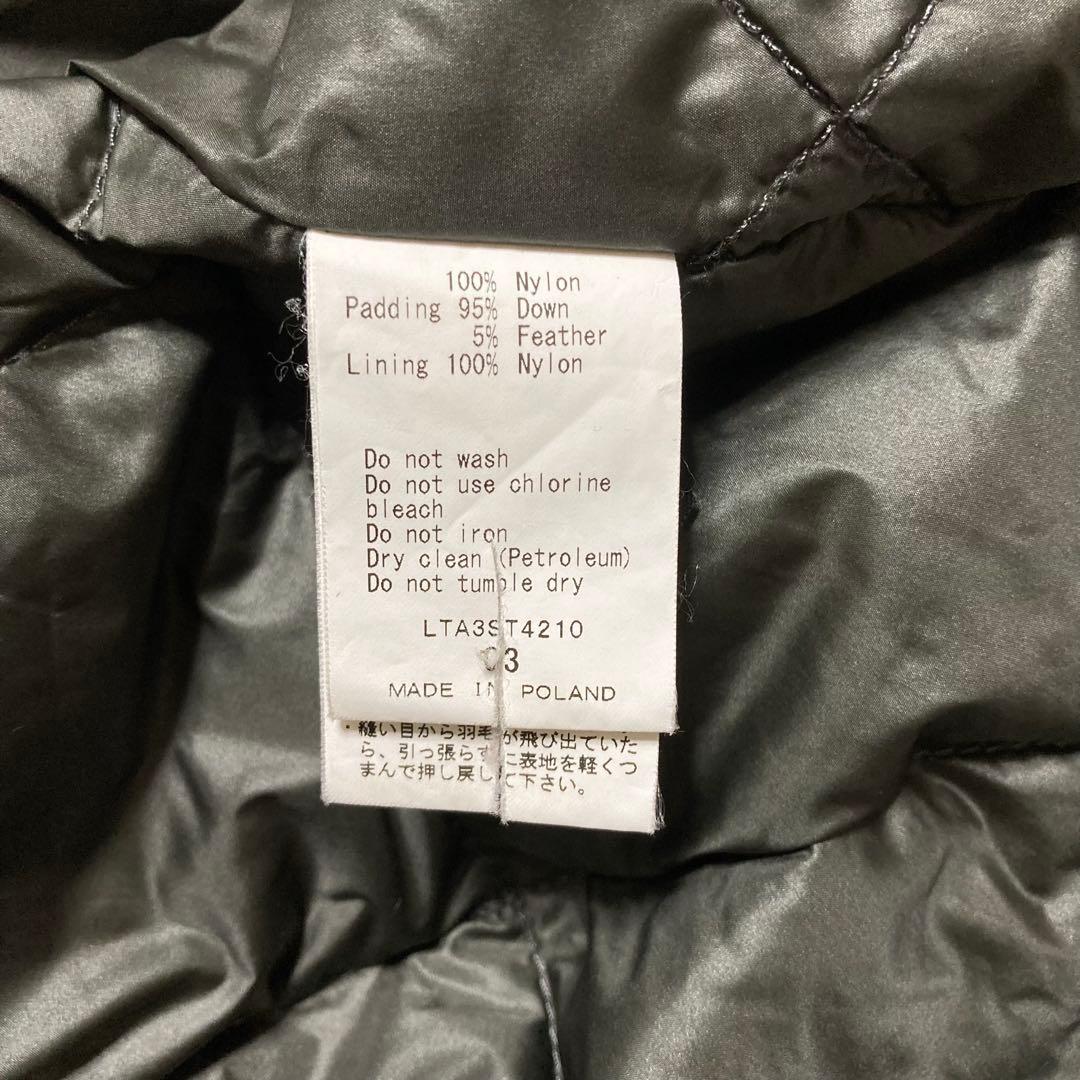 100% Nylon
Padding 95% Down
5% Feather
Lining 100% Nylon
Do not wash
Do not use chlorine
bleach
Do not iron
Dry clean (Petroleum)
Do not tumble dry
LTA3ST4210
03
MADE IN POLAND
・縫い目から羽毛が飛び出ていた
ら、引っ張らずに表地を軽くつ
まんで押し戻して下さい。